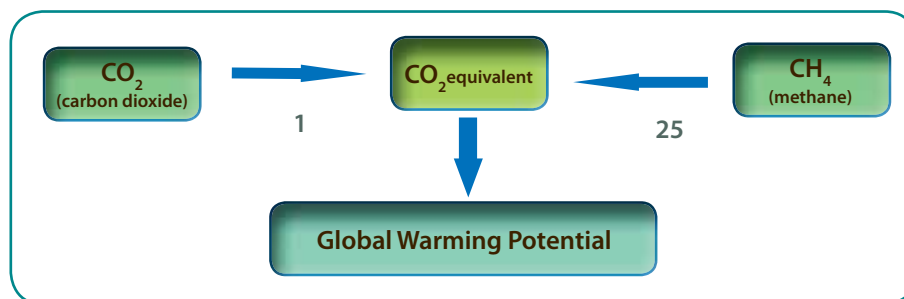 CO₂
(carbon dioxide)
CO₂equivalent
CH₄
(methane)
1
25
Global Warming Potential